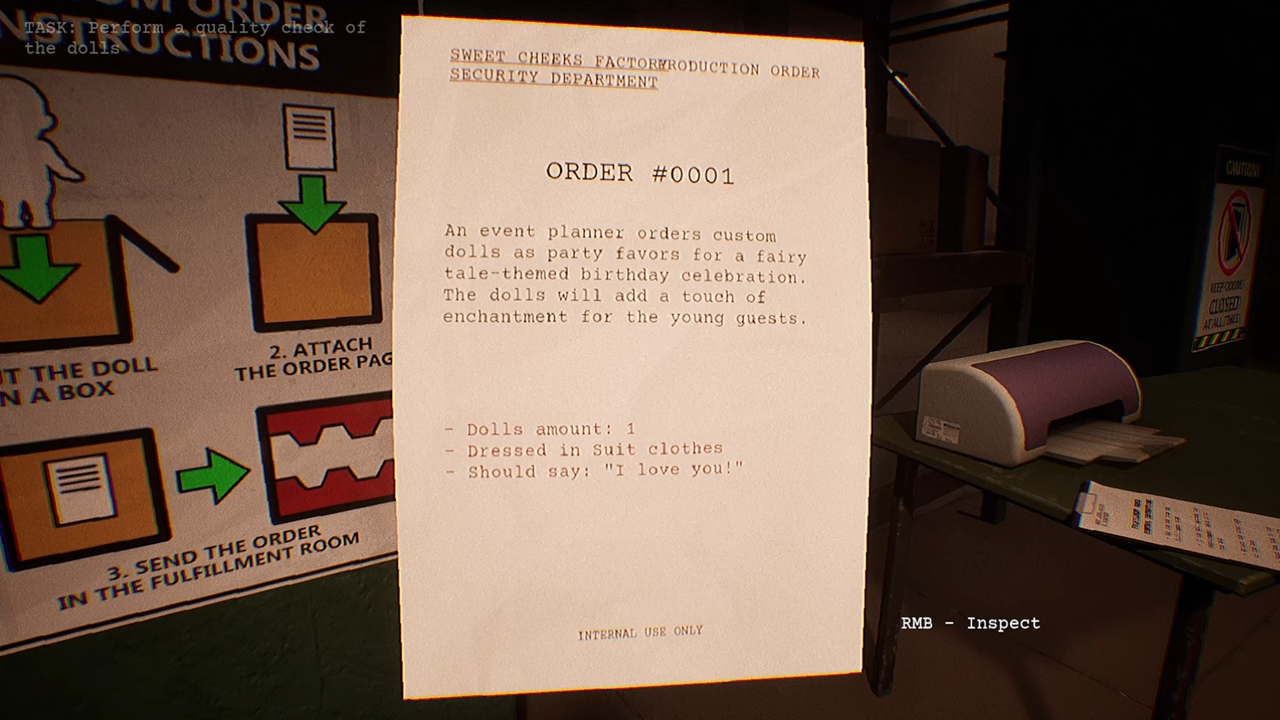 TASK: Perform a quality check of
the dolls
OM ORDER
INSTRUCTIONS
UT THE DOLL
N A BOX
2. ATTACH
THE ORDER PAG
3. SEND THE ORDER
IN THE FULFILLMENT ROOM
SWEET CHEEKS FACTORY
SECURITY DEPARTMENT
PRODUCTION ORDER
ORDER #0001
An event planner orders custom
dolls as party favors for a fairy
tale-themed birthday celebration.
The dolls will add a touch of
enchantment for the young guests.
- Dolls amount: 1
- Dressed in Suit clothes
- Should say: "I love you!"
INTERNAL USE ONLY
CAUTION!
KEEP DOORS
CLOSED
AT ALL TIMES
RMB - Inspect